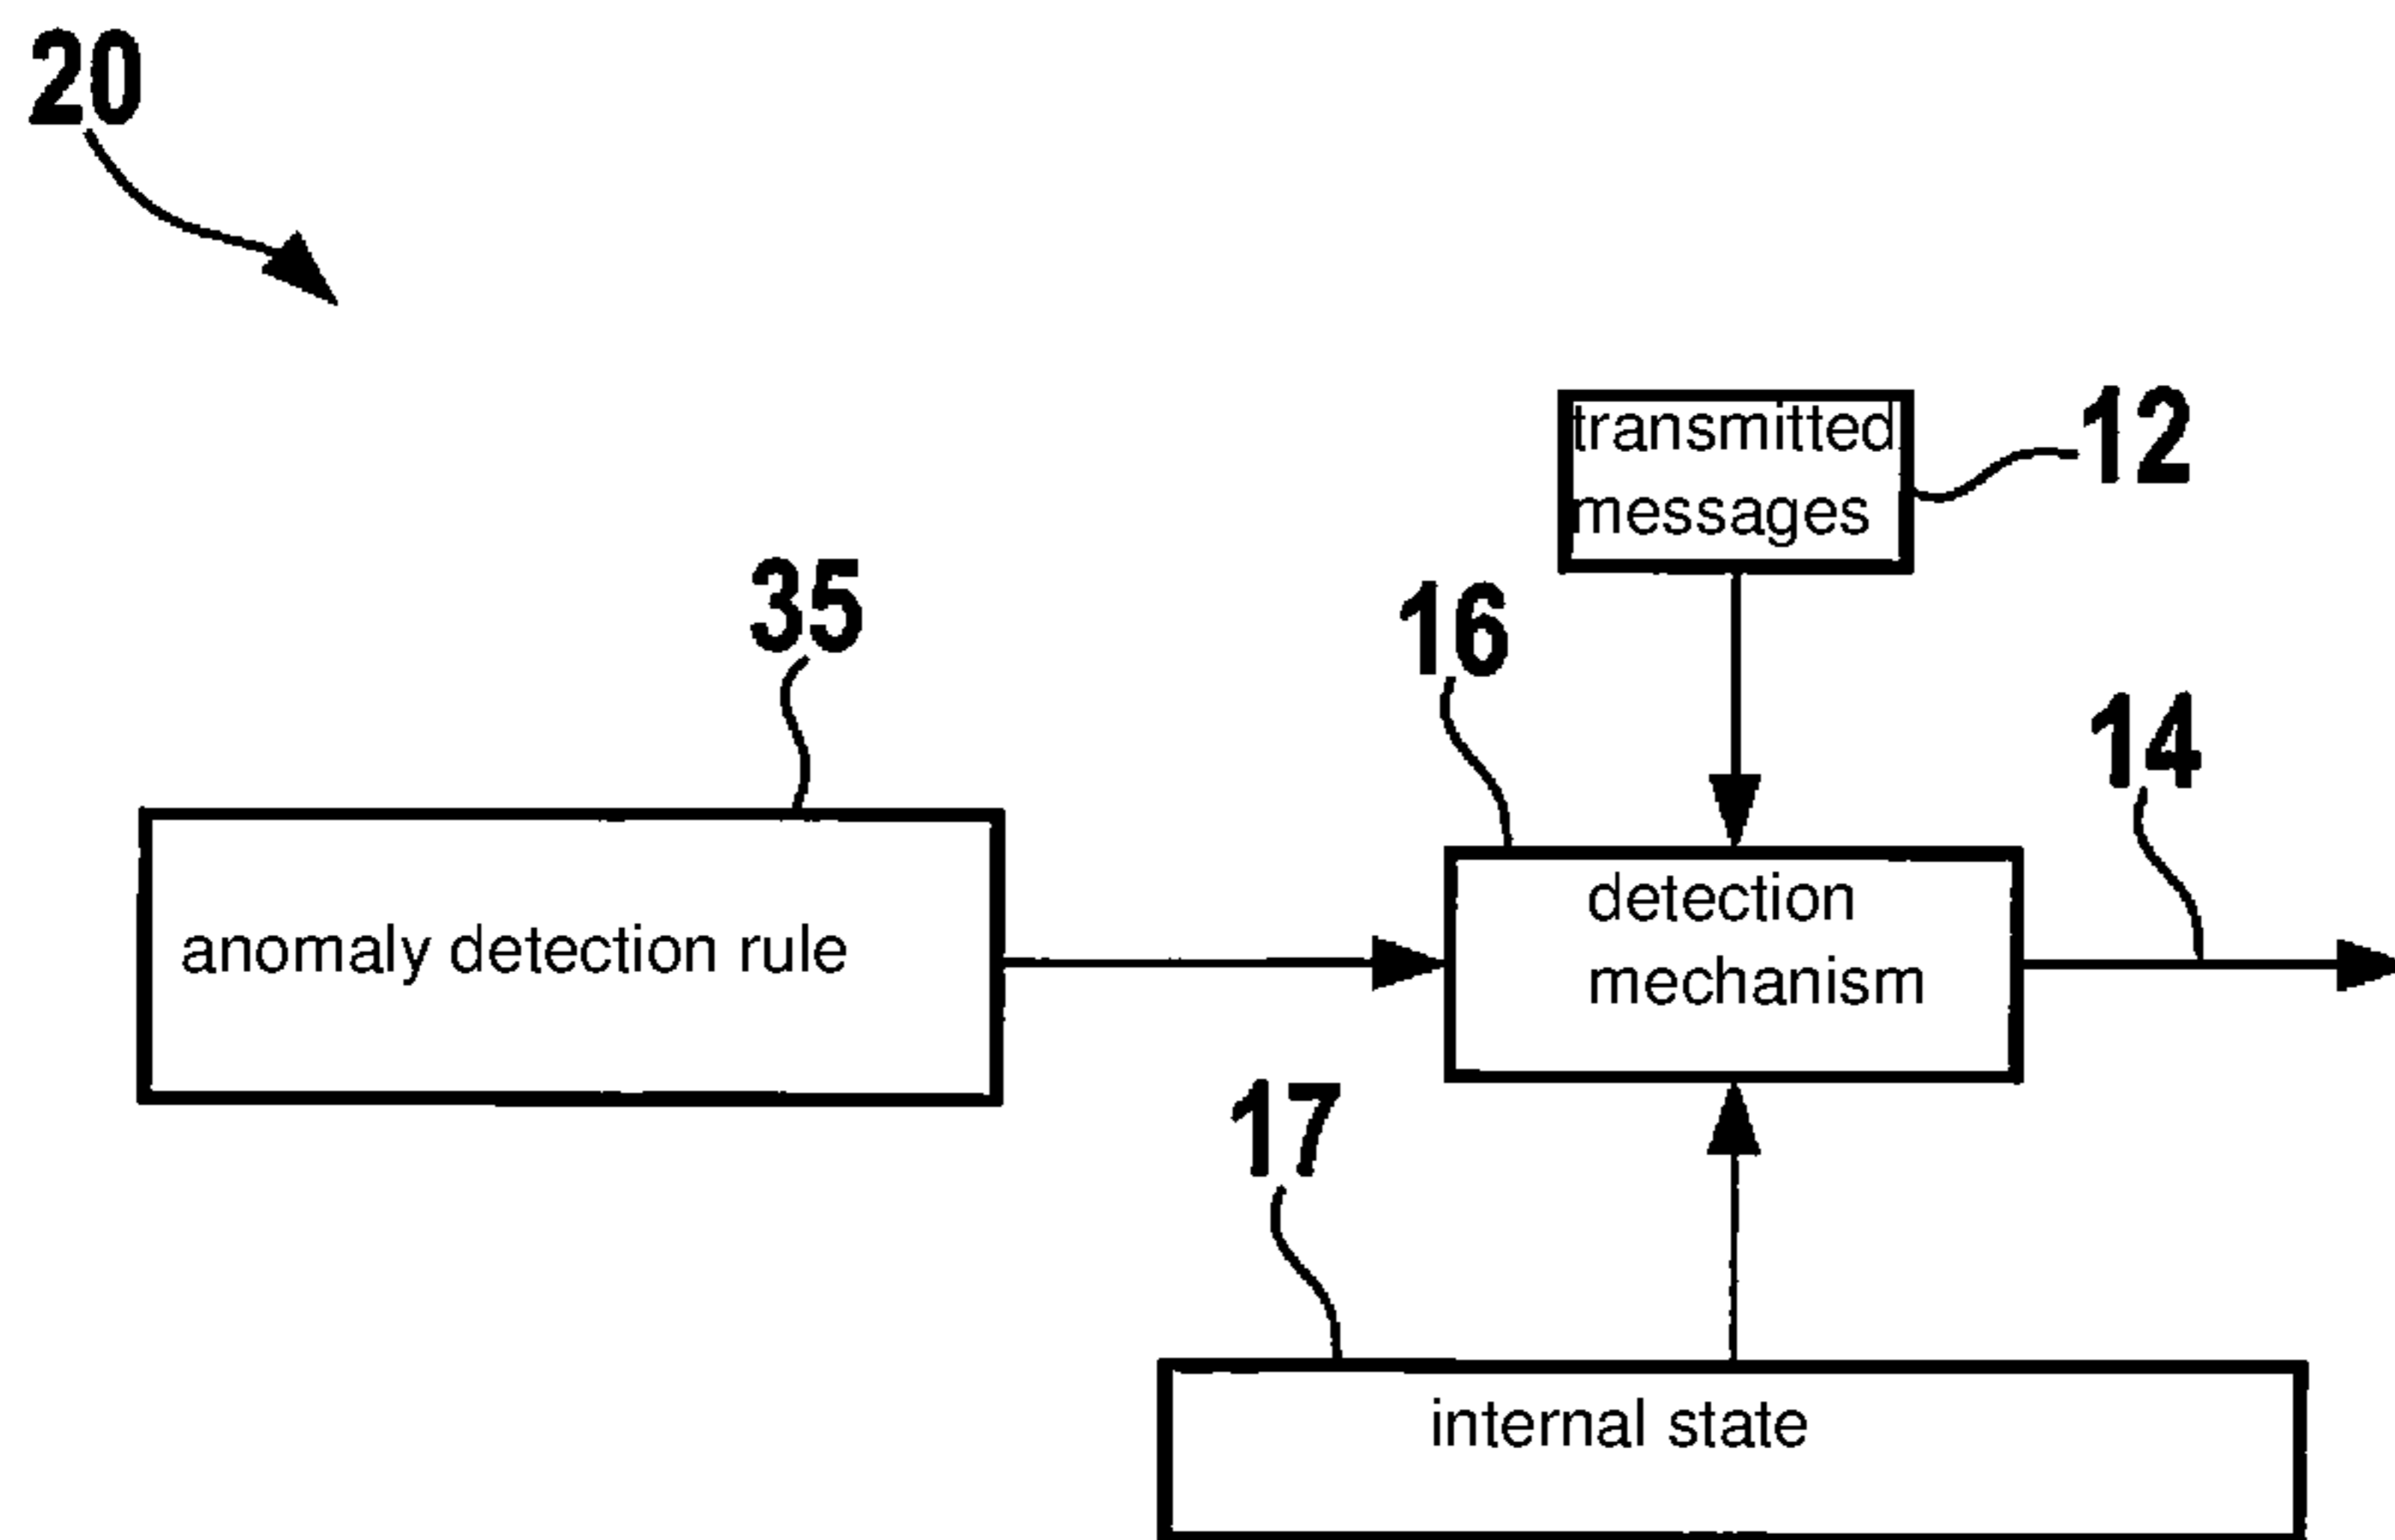 20
transmitted
messages
12
35
16
14
anomaly detection rule
detection
mechanism
17
internal state